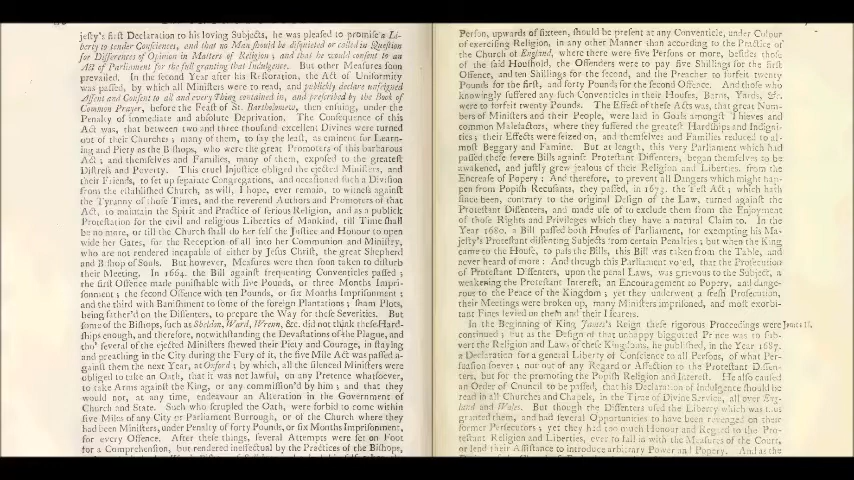 jesty's first Declaration to his loving Subjects, he was pleased to promise a Li-
berty to tender Consciences, and that no Man should be disquieted or called in Question
for Differences of Opinion in Matters of Religion; and that he would consent to an
Act of Parliament for the full granting that Indulgence. But other Measures soon
prevailed. In the second Year after his Restoration, the Act of Uniformity
was passed, by which all Ministers were to read, and publickly declare unfeigned
Assent and Consent to all and every Thing contained in, and prescribed by the Book of
Common Prayer, before the Feast of St. Bartholomew, then ensuing, under the
Penalty of immediate and absolute Deprivation. The Consequence of this
Act was, that between two and three thousand excellent Divines were turned
out of their Churches; many of them, to say the least, as eminent for Learn-
ing and Piety as the Bishops, who were the great Promoters of this barbarous
Act; and themselves and Families, many of them, exposed to the greatest
Distress and Poverty. This cruel Injustice obliged the ejected Ministers, and
their Friends, to set up separate Congregations, and occasioned such a Division
from the established Church, as will, I hope, ever remain, to witness against
the Tyranny of those Times, and the reverend Authors and Promoters of that
Act, to maintain the Spirit and Practice of serious Religion, and as a publick
Protestation for the civil and religious Liberties of Mankind, till Time shall
be no more, or till the Church shall do her self the Justice and Honour to open
wide her Gates, for the Reception of all into her Communion and Ministry,
who are not rendered incapable of either by Jesus Christ, the great Shepherd
and Bishop of Souls. But however, Measures were then soon taken to disturb
their Meeting. In 1664. the Bill against frequenting Conventicles passed;
the first Offence made punishable with five Pounds, or three Months Impri-
sonment; the second Offence with ten Pounds, or six Months Imprisonment;
and the third with Banishment to some of the foreign Plantations; sham Plots,
being father'd on the Dissenters, to prepare the Way for these Severities. But
some of the Bishops, such as Sheldon, Ward, Wrenn, &c. did not think these Hard-
ships enough, and therefore, notwithstanding the Devastations of the Plague, and
tho' several of the ejected Ministers shewed their Piety and Courage, in staying
and preaching in the City during the Fury of it, the five Mile Act was passed a-
gainst them the next Year, at Oxford; by which, all the silenced Ministers were
obliged to take an Oath, that it was not lawful, on any Pretence whatsoever,
to take Arms against the King, or any commission'd by him; and that they
would not, at any time, endeavour an Alteration in the Government of
Church and State. Such who scrupled the Oath, were forbid to come within
five Miles of any City or Parliament Borough, or of the Church where they
had been Ministers, under Penalty of forty Pounds, or six Months Imprisonment,
for every Offence. After these things, several Attempts were set on Foot
for a Comprehension, but rendered ineffectual by the Practices of the Bishops,
Person, upwards of sixteen, should be present at any Conventicle, under Colour
of exercising Religion, in any other Manner than according to the Practice of
the Church of England, where there were five Persons or more, besides those
of the said Houshold, the Offenders were to pay five Shillings for the first
Offence, and ten Shillings for the second, and the Preacher to forfeit twenty
Pounds for the first, and forty Pounds for the second Offence. And those who
knowingly suffered any such Conventicles in their Houses, Barns, Yards, &c.
were to forfeit twenty Pounds. The Effect of these Acts was, that great Num-
bers of Ministers and their People, were laid in Goals amongst Thieves and
common Malefactors, where they suffered the greatest Hardships and Indigni-
ties; their Effects were seized on, and themselves and Families reduced to al-
most Beggary and Famine. But at length, this very Parliament which had
passed these severe Bills against Protestant Dissenters, began themselves to be
awakened, and justly grew jealous of their Religion and Liberties, from the
Encrease of Popery: And therefore, to prevent all Dangers which might hap-
pen from Popish Recusants, they passed, in 1673. the Test Act; which hath
since been, contrary to the original Design of the Law, turned against the
Protestant Dissenters, and made use of to exclude them from the Enjoyment
of those Rights and Privileges which they have a natural Claim to. In the
Year 1680. a Bill passed both Houses of Parliament, for exempting his Ma-
jesty's Protestant dissenting Subjects from certain Penalties; but when the King
came to the House, to pass the Bills, this Bill was taken from the Table, and
never heard of more: And though this Parliament voted, that the Prosecution
of Protestant Dissenters, upon the penal Laws, was grievous to the Subject, a
weakening the Protestant Interest, an Encouragement to Popery, and dange-
rous to the Peace of the Kingdom; yet they underwent a fresh Prosecution,
their Meetings were broken up, many Ministers imprisoned, and most exorbi-
tant Fines levied on them and their Hearers.
In the Beginning of King James's Reign these rigorous Proceedings were James II.
continued; but as the Design of that unhappy biggotted Prince was to sub-
vert the Religion and Laws of these Kingdoms, he published, in the Year 1687.
a Declaration for a general Liberty of Conscience to all Persons, of what Per-
suasion soever; not out of any Regard or Affection to the Protestant Dissen-
ters, but for the promoting the Popish Religion and Interest. He also caused
an Order of Council to be passed, that his Declaration of Indulgence should be
read in all Churches and Chapels, in the Time of Divine Service, all over Eng-
land and Wales. But though the Dissenters used the Liberty which was thus
granted them, and had several Opportunities to have been revenged on their
former Persecutors; yet they had too much Honour and Regard to the Pro-
testant Religion and Liberties, ever to fall in with the Measures of the Court,
or lend their Assistance to introduce arbitrary Power and Popery. And as the